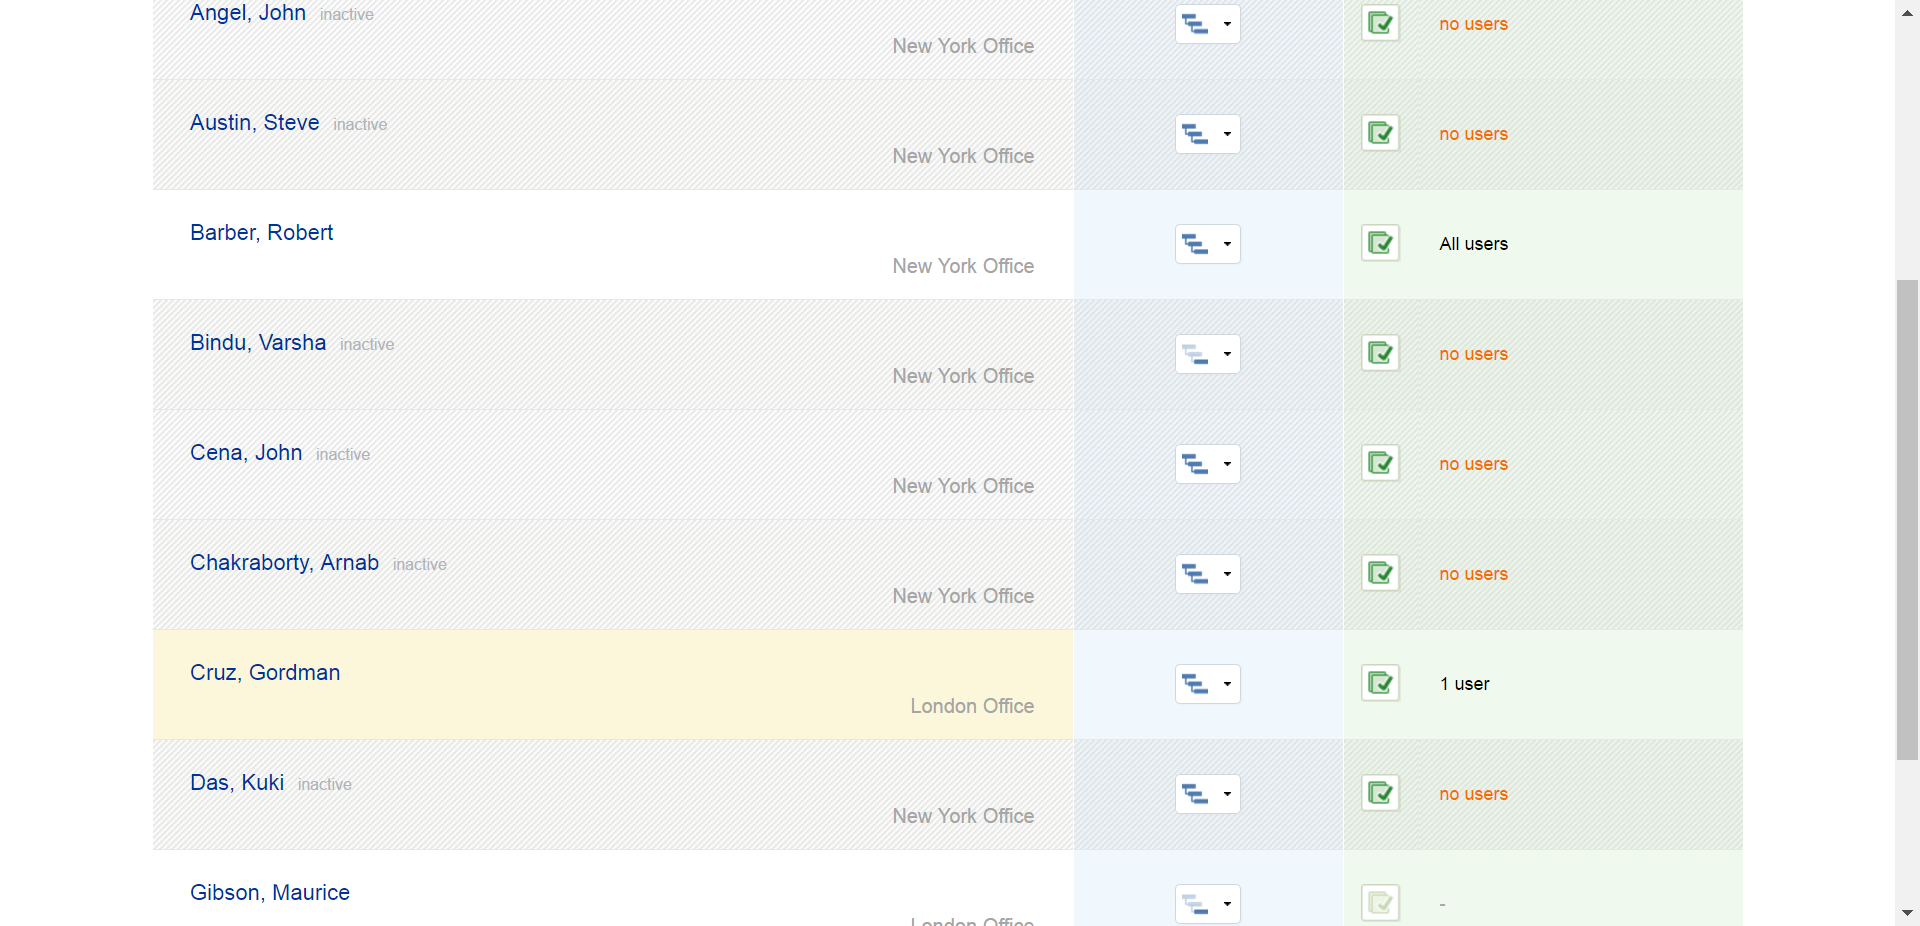 Angel, John inactive
no users
New York Office
Austin, Steve inactive
no users
New York Office
Barber, Robert
All users
New York Office
Bindu, Varsha inactive
no users
New York Office
Cena, John inactive
no users
New York Office
Chakraborty, Arnab inactive
no users
New York Office
Cruz, Gordman
1 user
London Office
Das, Kuki inactive
no users
New York Office
Gibson, Maurice
-
London Office